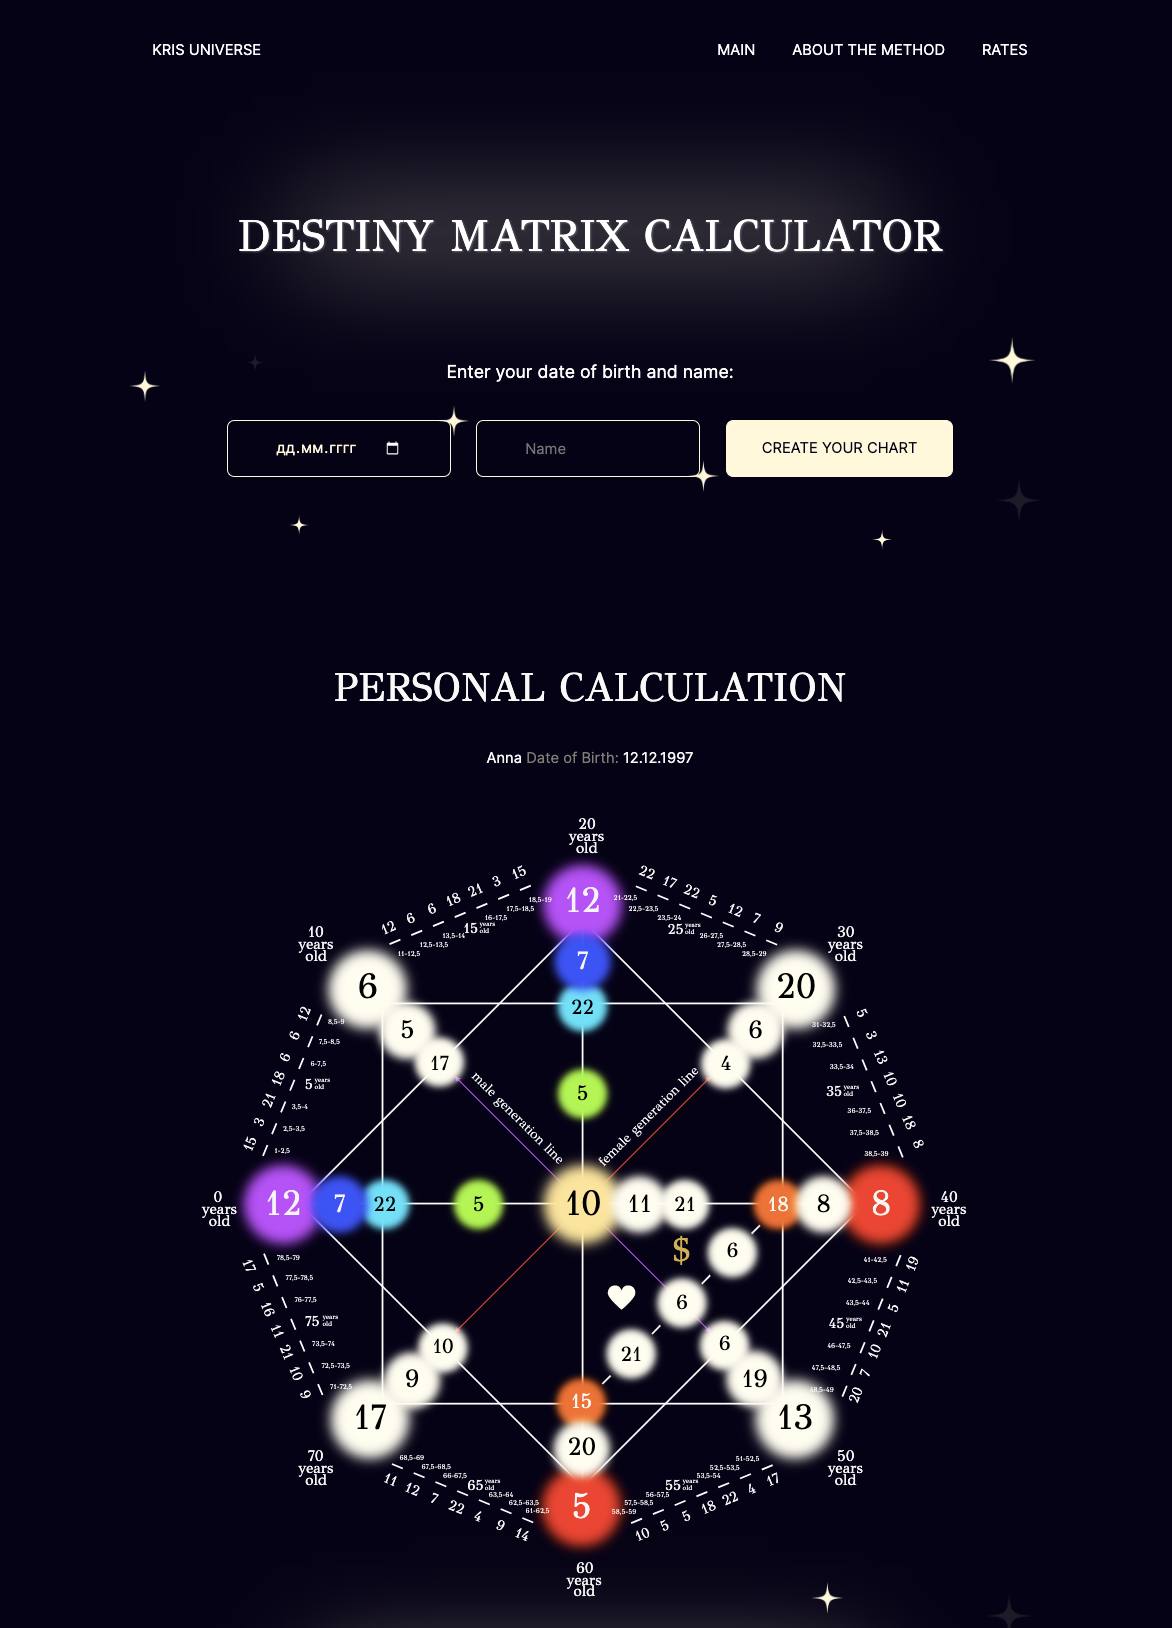 KRIS UNIVERSE
MAIN ABOUT THE METHOD RATES
DESTINY MATRIX CALCULATOR
Enter your date of birth and name:
дд.мм.гггг
Name
CREATE YOUR CHART
PERSONAL CALCULATION
Anna Date of Birth: 12.12.1997
20
years
old
12 6 6 18 21 3 15
22 17 22 5 12 7 9
11-12,5
12,5-13,5
13,5-14
15 years old
16-17,5
17,5-18,5
18,5-19
21-22,5
22,5-23,5
23,5-24
25 years old
26-27,5
27,5-28,5
28,5-29
12
7
22
5
10
years
old
6
5
17
30
years
old
20
6
4
15 3 21 18 6 6 12
8,5-9
7,5-8,5
6-7,5
5 years old
3,5-4
2,5-3,5
1-2,5
5 3 13 10 10 18 8
31-32,5
32,5-33,5
33,5-34
35 years old
36-37,5
37,5-38,5
38,5-39
male generation line
female generation line
0
years
old
12 7 22 5 10 11 21 18 8 8
40
years
old
$
6
6
21
6
19
13
10
9
17
15
20
5
17 5 16 11 21 10 9
78,5-79
77,5-78,5
76-77,5
75 years old
73,5-74
72,5-73,5
71-72,5
19 11 5 21 10 7 20
41-42,5
42,5-43,5
43,5-44
45 years old
46-47,5
47,5-48,5
48,5-49
70
years
old
50
years
old
68,5-69
67,5-68,5
66-67,5
65 years old
63,5-64
62,5-63,5
61-62,5
11 12 7 22 4 9 14
51-52,5
52,5-53,5
53,5-54
55 years old
56-57,5
57,5-58,5
58,5-59
10 5 5 18 22 4 17
60
years
old